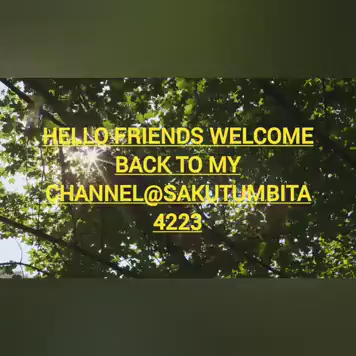 HELLO FRIENDS WELCOME
BACK TO MY
CHANNEL@SAKUTUMBITA
4223